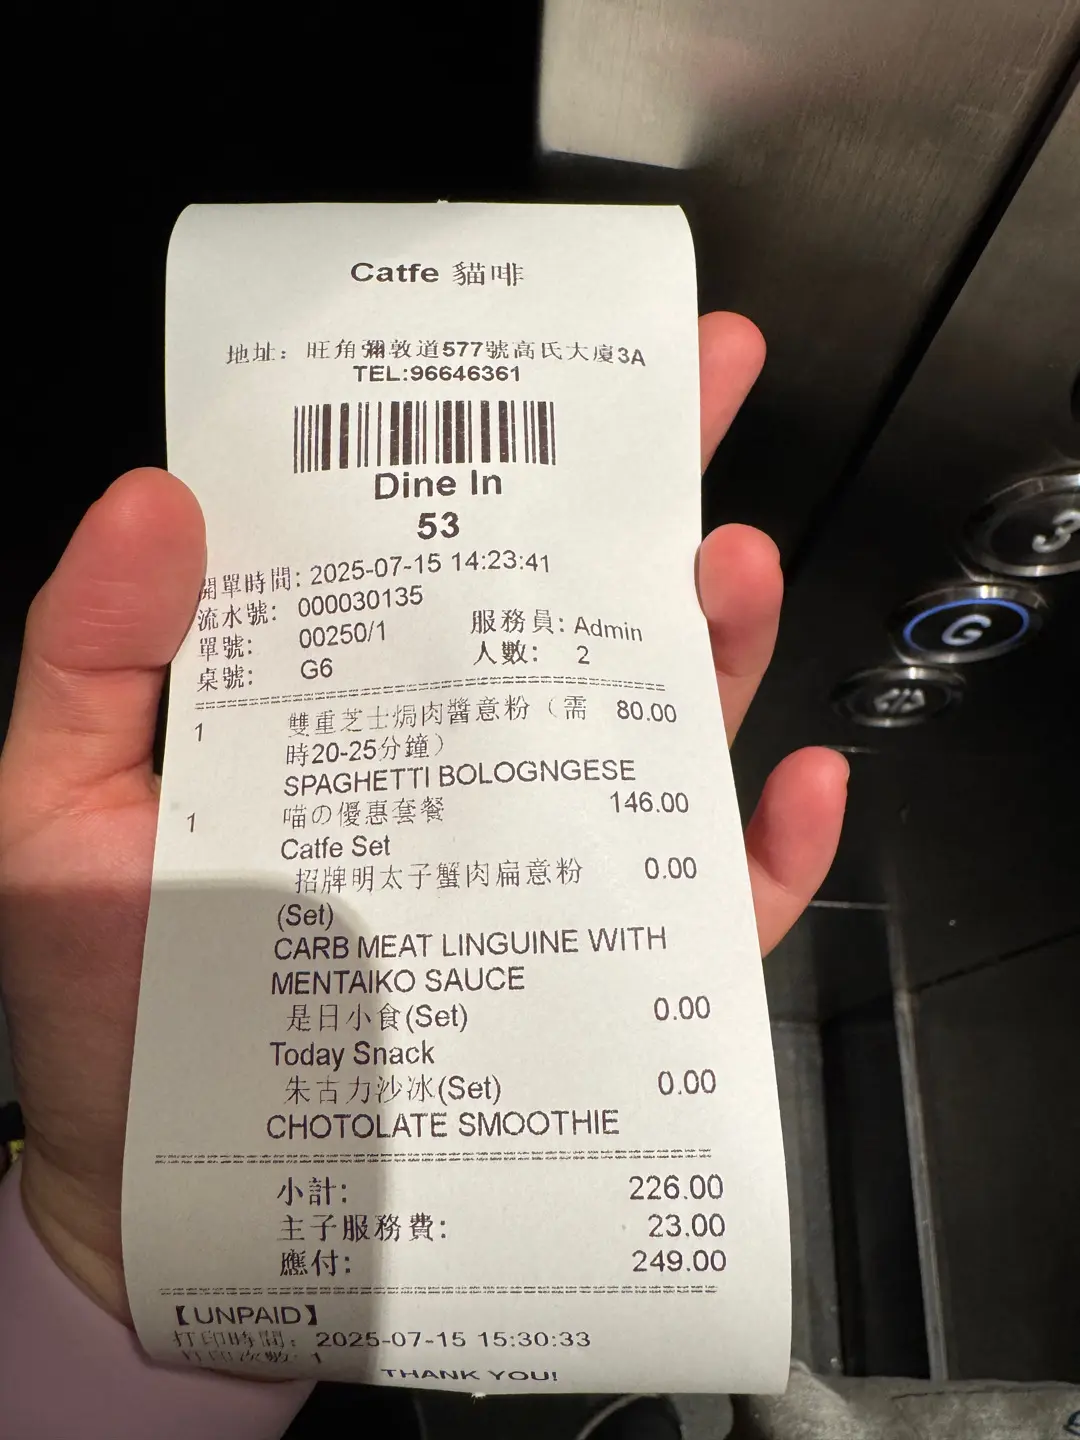 Catfe 貓啡
地址：旺角彌敦道577號高氏大廈3A
TEL:96646361
Dine In
53
開單時間: 2025-07-15 14:23:41
流水號: 000030135
單號: 00250/1 服務員: Admin
桌號: G6 人數: 2
1 雙重芝士焗肉醬意粉（需 80.00
時20-25分鐘）
SPAGHETTI BOLOGNGESE
1 喵の優惠套餐 146.00
Catfe Set
招牌明太子蟹肉扁意粉 0.00
(Set)
CARB MEAT LINGUINE WITH
MENTAIKO SAUCE
是日小食(Set) 0.00
Today Snack
朱古力沙冰(Set) 0.00
CHOTOLATE SMOOTHIE
小計: 226.00
主子服務費: 23.00
應付: 249.00
【UNPAID】
打印時間: 2025-07-15 15:30:33
打印次數: 1
THANK YOU!
3
G